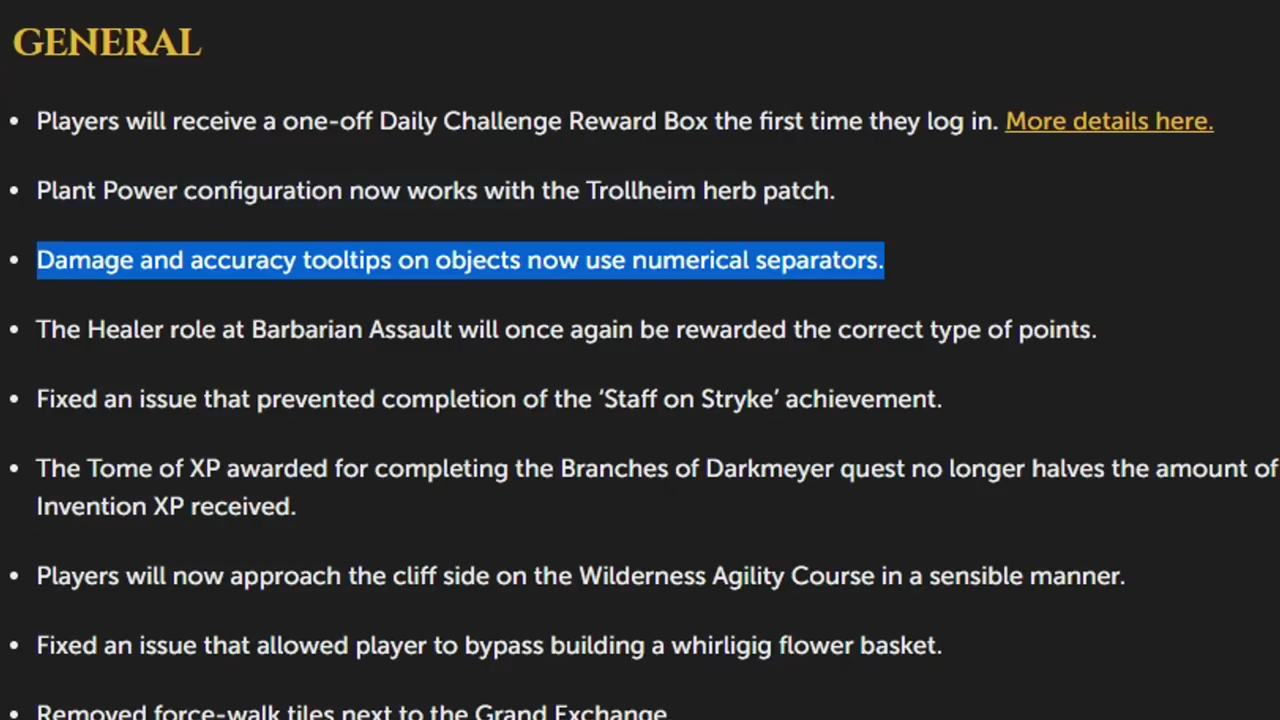 GENERAL
• Players will receive a one-off Daily Challenge Reward Box the first time they log in. More details here.
• Plant Power configuration now works with the Trollheim herb patch.
• Damage and accuracy tooltips on objects now use numerical separators.
• The Healer role at Barbarian Assault will once again be rewarded the correct type of points.
• Fixed an issue that prevented completion of the ‘Staff on Stryke’ achievement.
• The Tome of XP awarded for completing the Branches of Darkmeyer quest no longer halves the amount of
Invention XP received.
• Players will now approach the cliff side on the Wilderness Agility Course in a sensible manner.
• Fixed an issue that allowed player to bypass building a whirligig flower basket.
• Removed force-walk tiles next to the Grand Exchange